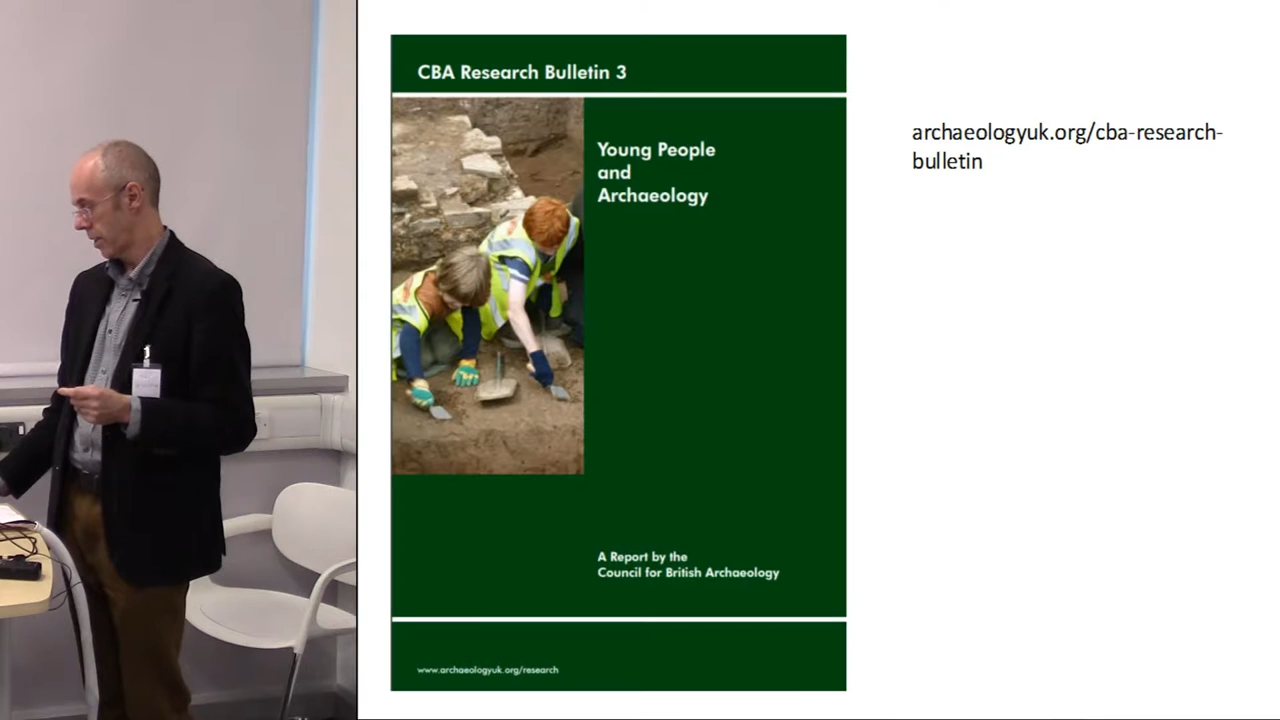 CBA Research Bulletin 3
Young People
and
Archaeology
A Report by the
Council for British Archaeology
www.archaeologyuk.org/research
archaeologyuk.org/cba-research-
bulletin